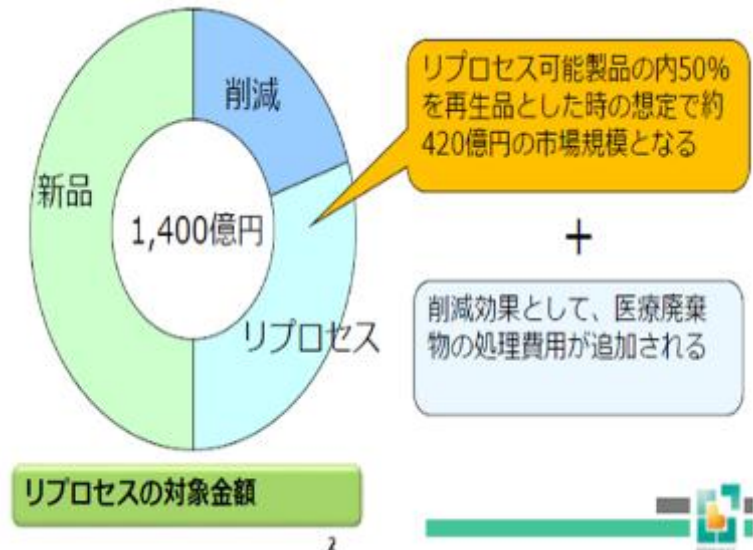 削減
新品
1,400億円
リプロセス
リプロセス可能製品の内50%
を再生品とした時の想定で約
420億円の市場規模となる
+
削減効果として、医療廃棄
物の処理費用が追加される
リプロセスの対象金額
2